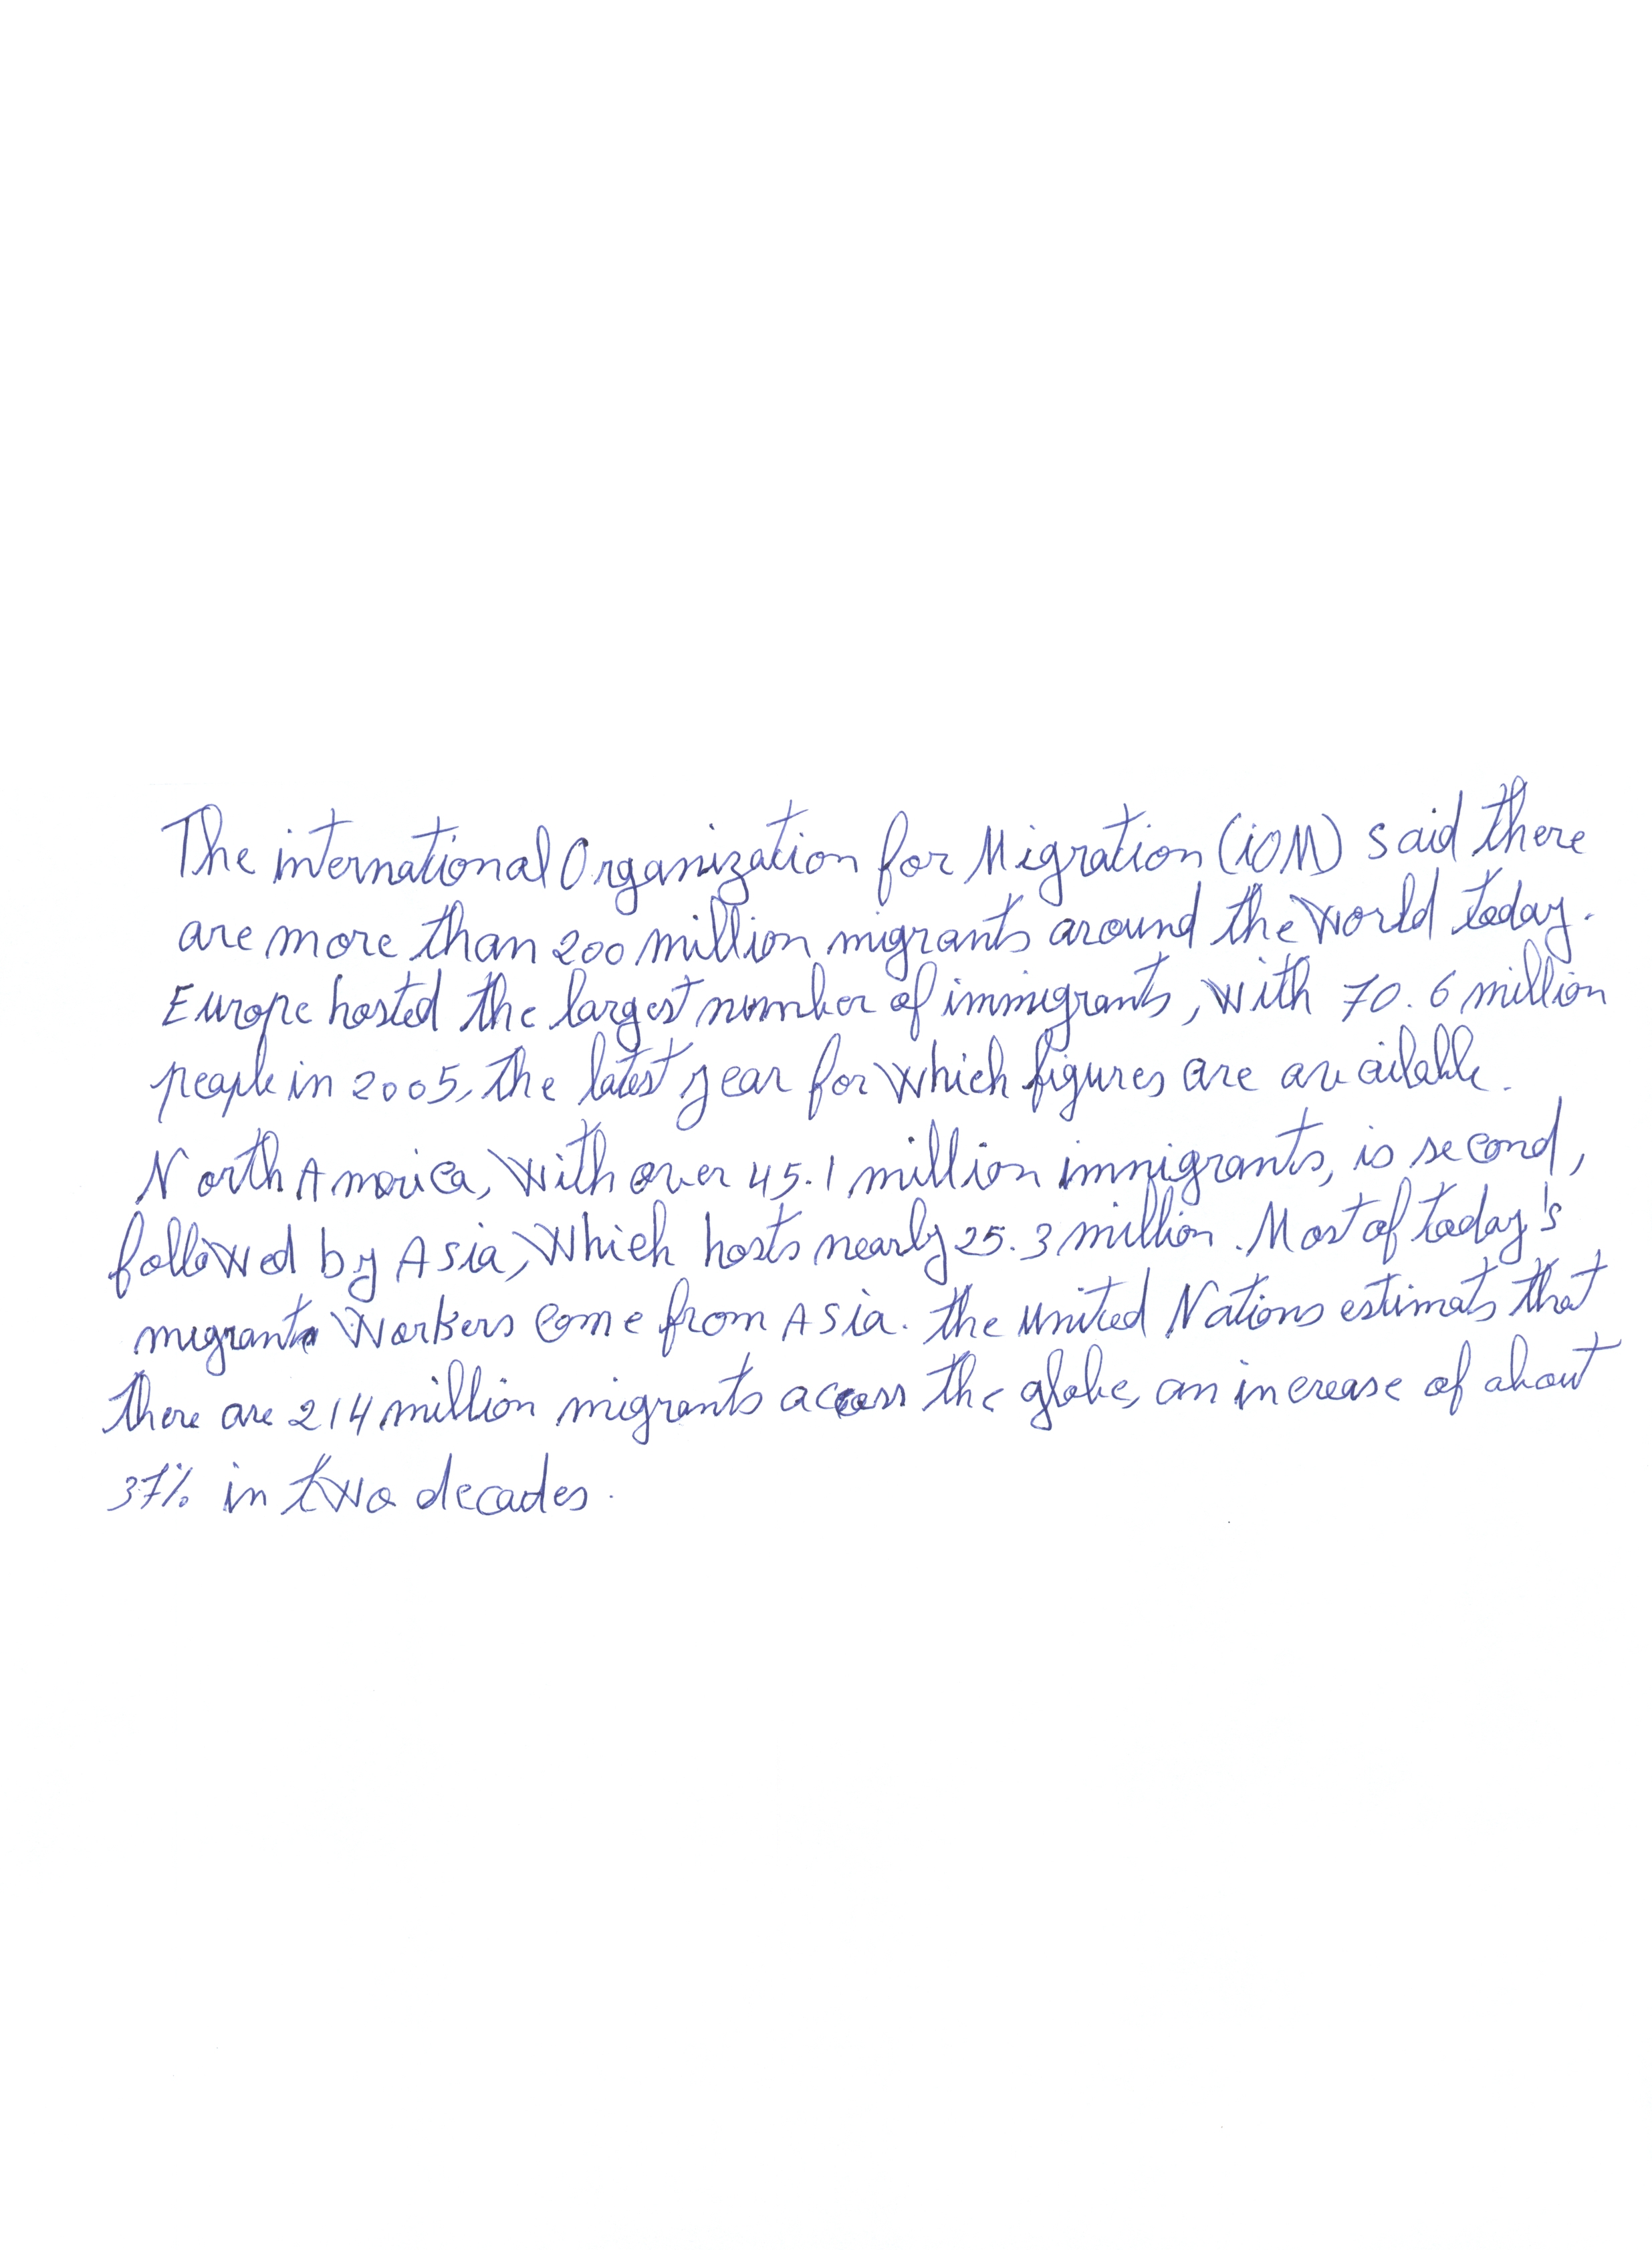 The international Organization for Migration (iOM) said there
are more than 200 million migrants around the World today.
Europe hosted the largest number of immigrants, with 70.6 million
people in 2005, the latest year for which figures are available.
North America, with over 45.1 million immigrants, is second,
followed by Asia, Which hosts nearly 25.3 million. Most of today's
migrant Workers come from Asia. the united Nations estimats that
there are 214 million migrants across the globe, an increase of about
37% in two decades.